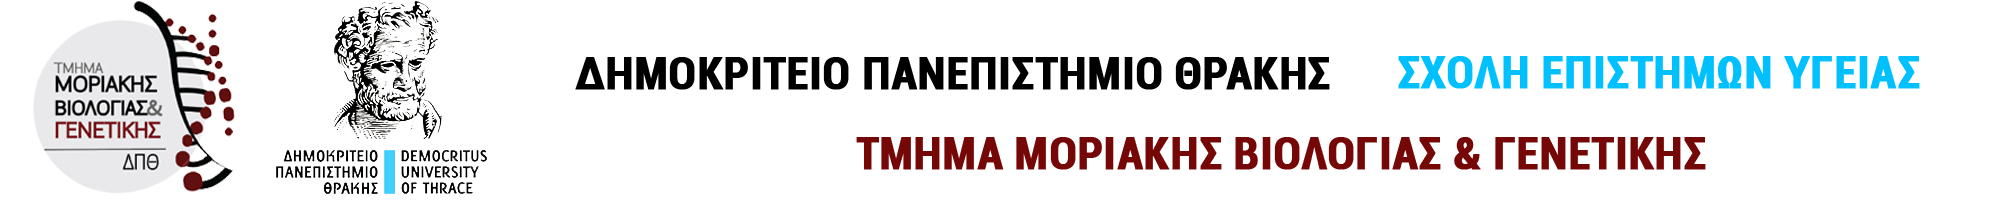 ΤΜΗΜΑ
ΜΟΡΙΑΚΗΣ
ΒΙΟΛΟΓΙΑΣ&
ΓΕΝΕΤΙΚΗΣ
ΔΠΘ
ΔΗΜΟΚΡΙΤΕΙΟ
ΠΑΝΕΠΙΣΤΗΜΙΟ
ΘΡΑΚΗΣ
DEMOCRITUS
UNIVERSITY
OF THRACE
ΔΗΜΟΚΡΙΤΕΙΟ ΠΑΝΕΠΙΣΤΗΜΙΟ ΘΡΑΚΗΣ
ΣΧΟΛΗ ΕΠΙΣΤΗΜΩΝ ΥΓΕΙΑΣ
ΤΜΗΜΑ ΜΟΡΙΑΚΗΣ ΒΙΟΛΟΓΙΑΣ & ΓΕΝΕΤΙΚΗΣ